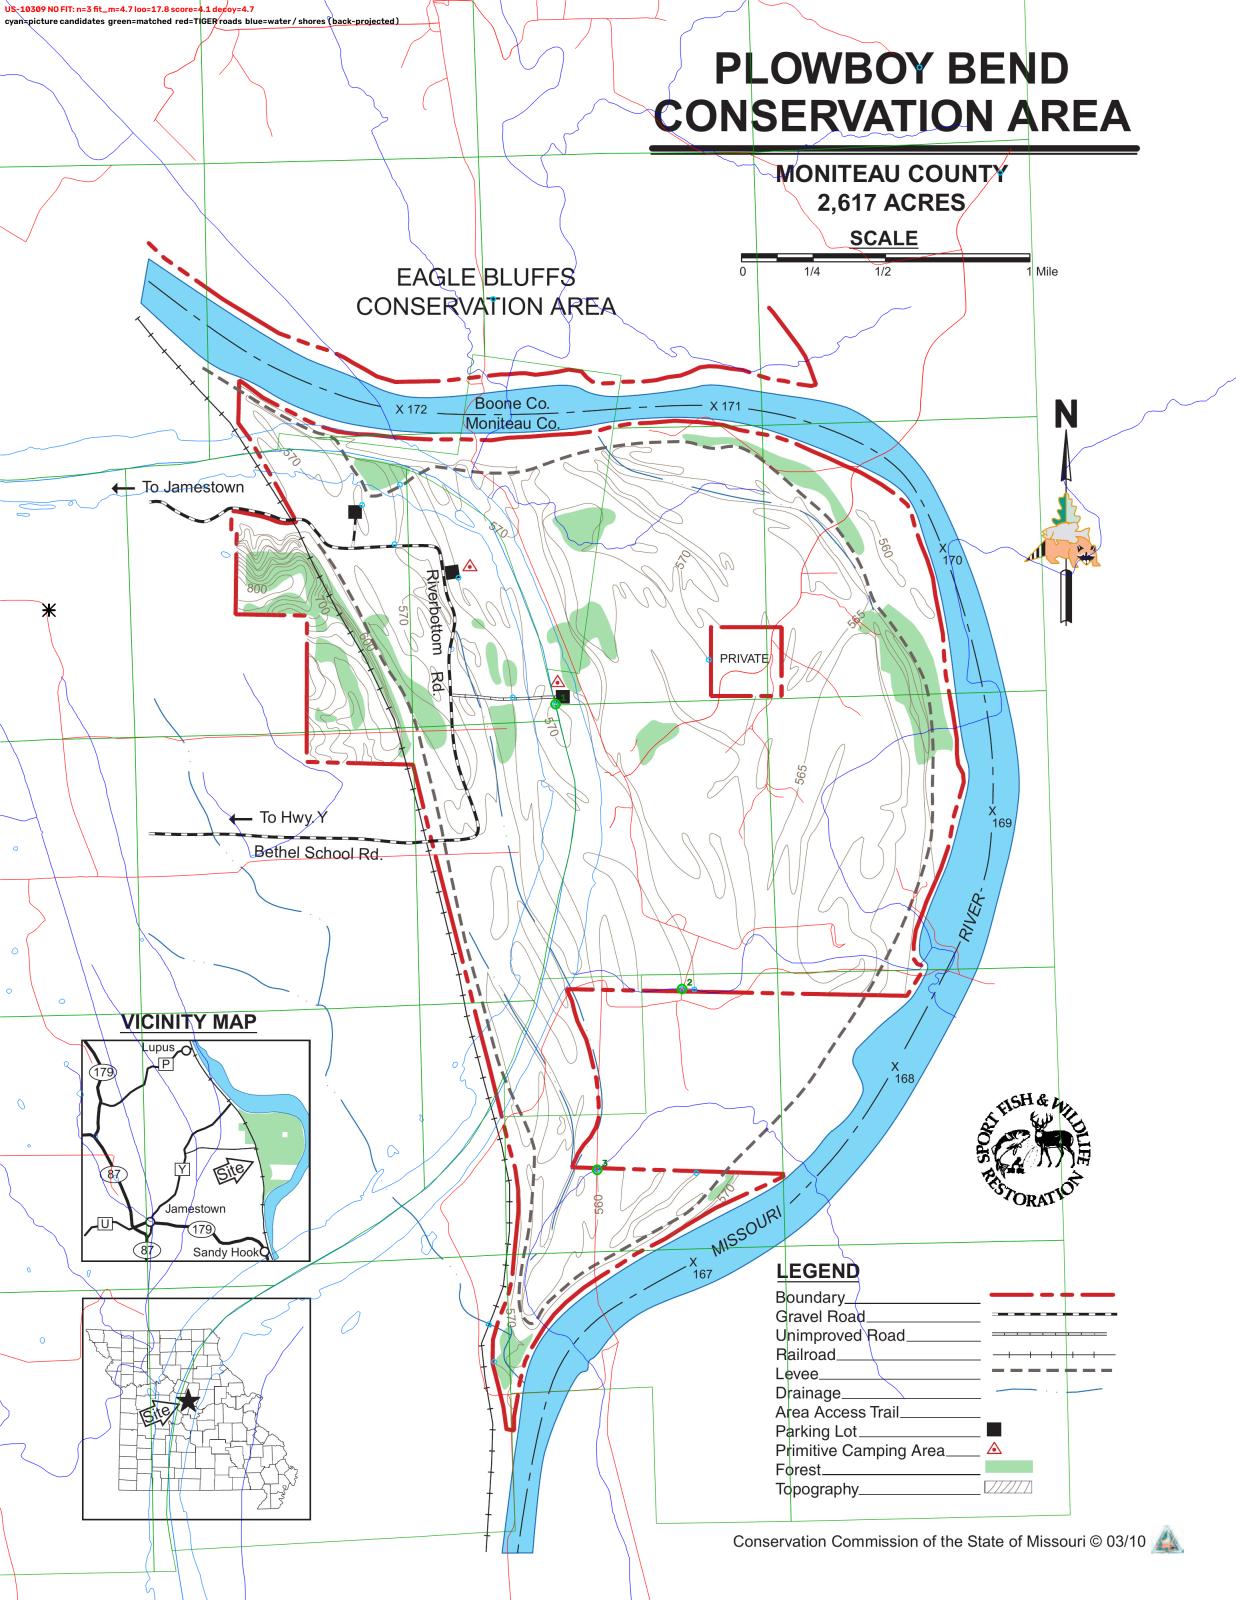 US-10309 NO FIT: n=3 fit_m=4.7 loo=17.8 score=4.1 decoy=4.7
cyan=picture candidates green=matched red=TIGER roads blue=water / shores (back-projected)
PLOWBOY BEND
CONSERVATION AREA
MONITEAU COUNTY
2,617 ACRES
SCALE
0 1/4 1/2 1 Mile
EAGLE BLUFFS
CONSERVATION AREA
X 172
Boone Co.
Moniteau Co.
X 171
N
570
To Jamestown
570
570
560
X
170
800
700
600
570
Riverbottom Rd.
565
PRIVATE
1
570
565
To Hwy. Y
Bethel School Rd.
X
169
RIVER
2
VICINITY MAP
Lupus
P
179
87
Y
Site
U
Jamestown
179
87
Sandy Hook
X
168
SPORT FISH & WILDLIFE
RESTORATION
3
560
570
MISSOURI
X
167
570
Site
LEGEND
Boundary
Gravel Road
Unimproved Road
Railroad
Levee
Drainage
Area Access Trail
Parking Lot
Primitive Camping Area
Forest
Topography
Conservation Commission of the State of Missouri © 03/10